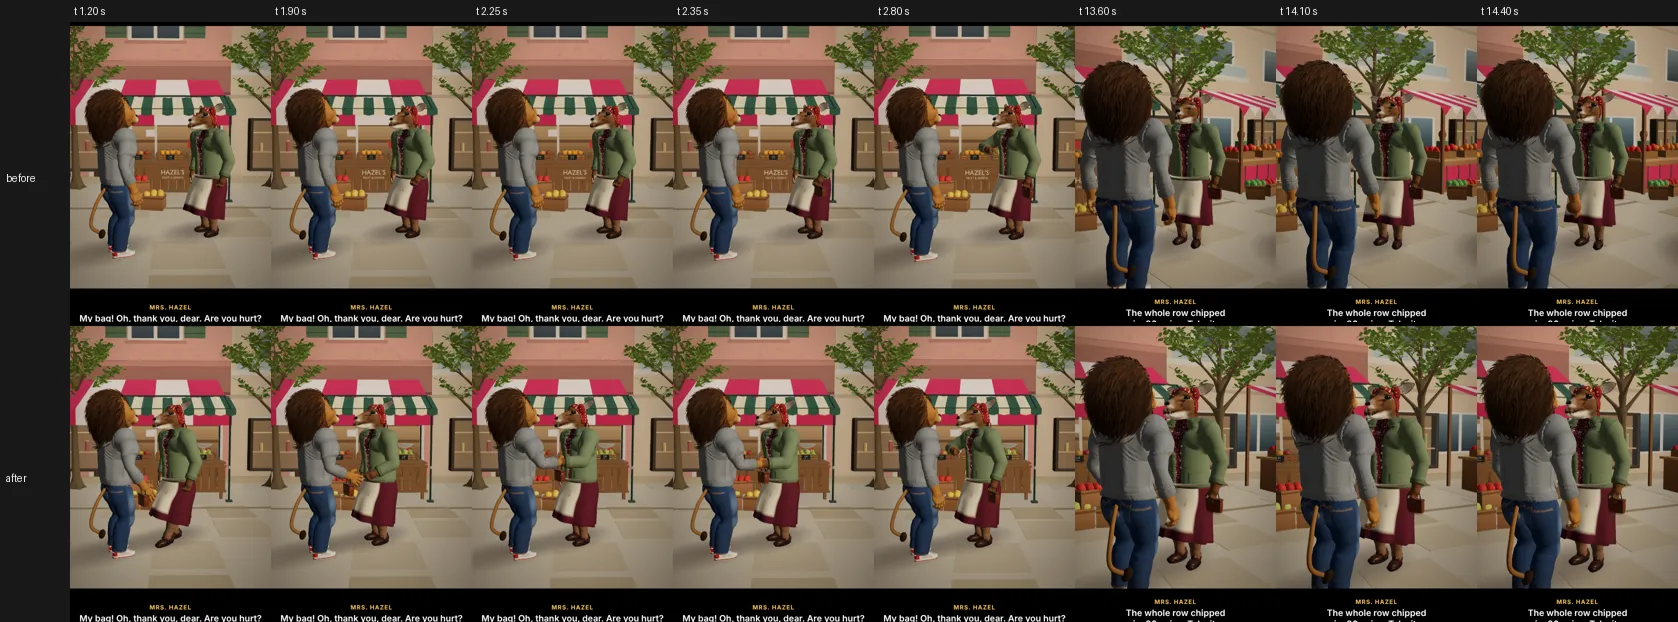 t 1.20 s
t 1.90 s
t 2.25 s
t 2.35 s
t 2.80 s
t 13.60 s
t 14.10 s
t 14.40 s
before
HAZEL'S
HAZEL'S
HAZEL'S
HAZEL'S
HAZEL'S
MRS. HAZEL
My bag! Oh, thank you, dear. Are you hurt?
MRS. HAZEL
My bag! Oh, thank you, dear. Are you hurt?
MRS. HAZEL
My bag! Oh, thank you, dear. Are you hurt?
MRS. HAZEL
My bag! Oh, thank you, dear. Are you hurt?
MRS. HAZEL
My bag! Oh, thank you, dear. Are you hurt?
MRS. HAZEL
The whole row chipped
MRS. HAZEL
The whole row chipped
MRS. HAZEL
The whole row chipped
after
MRS. HAZEL
My bag! Oh, thank you, dear. Are you hurt?
MRS. HAZEL
My bag! Oh, thank you, dear. Are you hurt?
MRS. HAZEL
My bag! Oh, thank you, dear. Are you hurt?
MRS. HAZEL
My bag! Oh, thank you, dear. Are you hurt?
MRS. HAZEL
My bag! Oh, thank you, dear. Are you hurt?
MRS. HAZEL
The whole row chipped
MRS. HAZEL
The whole row chipped
MRS. HAZEL
The whole row chipped